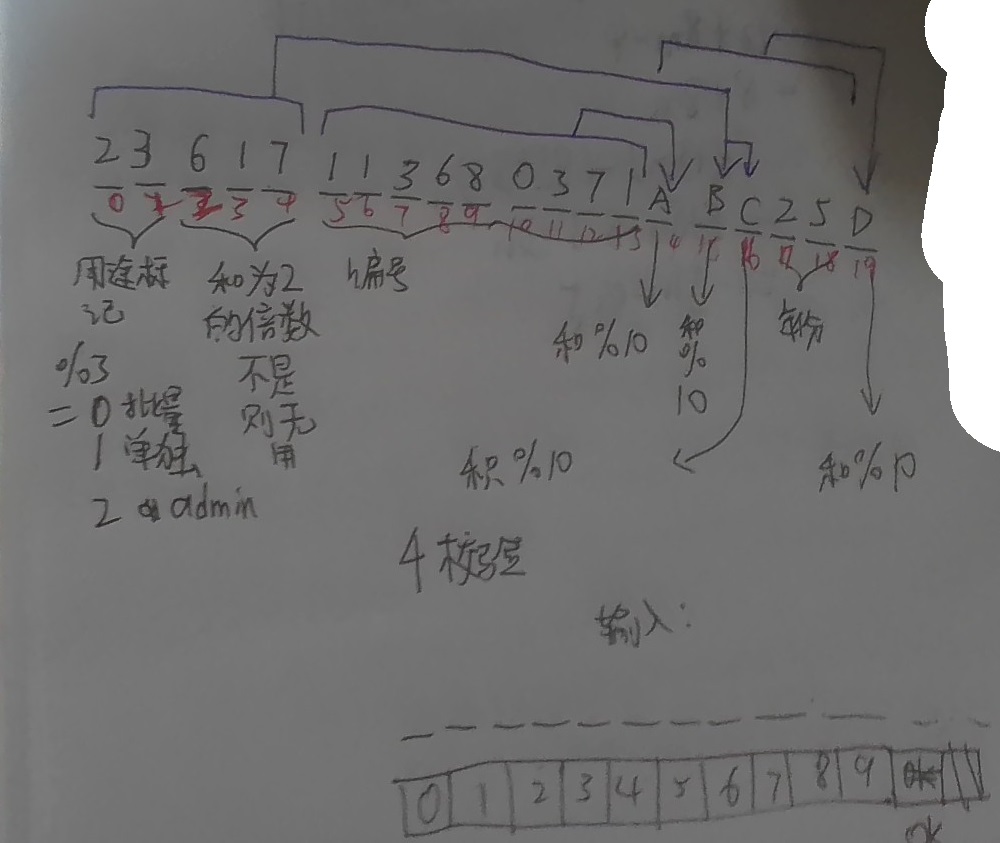 2 3 6 1 7 1 1 3 6 8 0 3 7 1 A B C 2 5 D
0 1 2 3 4 5 6 7 8 9 10 11 12 13 14 15 16 17 18 19
用途标
记
%3
=0 批量
1 单独
2 admin
和为2
的倍数
不是
则无
用
编号
和%10
和
%
10
积%10
年份
和%10
4校验
输入:
0 1 2 3 4 5 6 7 8 9
OK